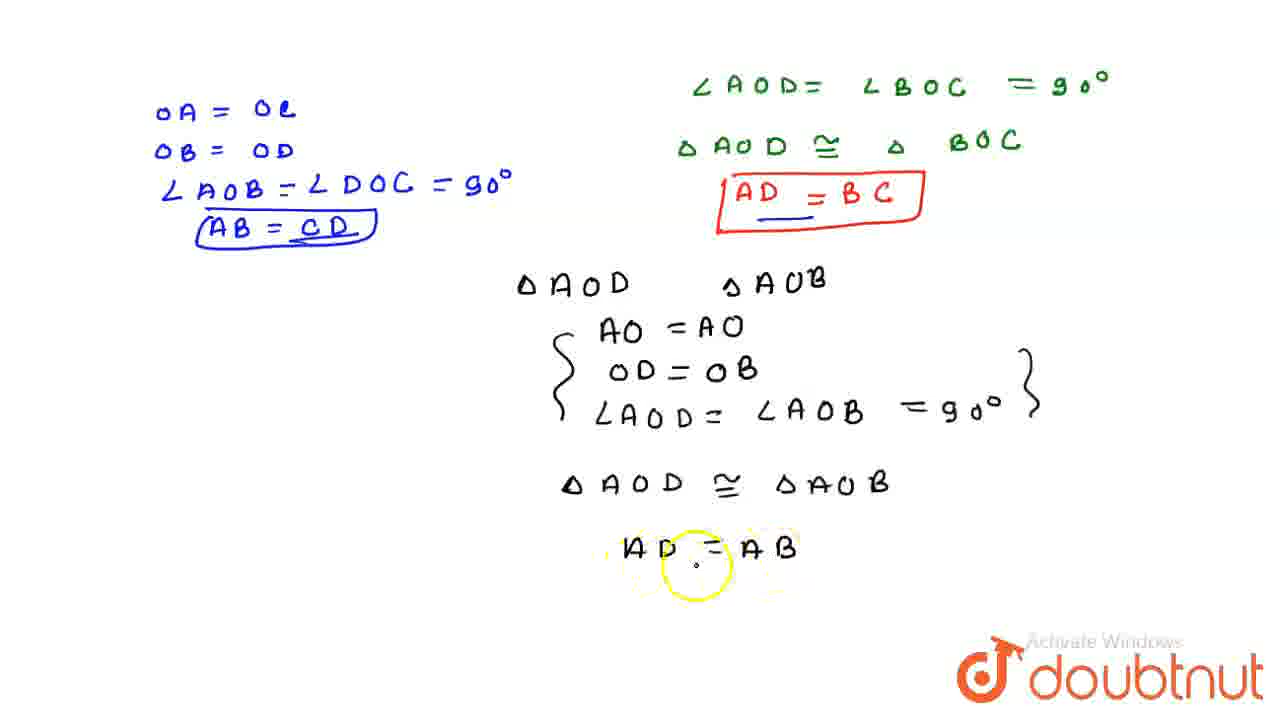 OA = OC
OB = OD
∠AOB = ∠DOC = 90°
AB = CD
∠AOD = ∠BOC = 90°
△AOD ≅ △BOC
AD = BC
△AOD △AOB
AO = AO
OD = OB
∠AOD = ∠AOB = 90°
△AOD ≅ △AOB
AD = AB
Activate Windows
doubtnut